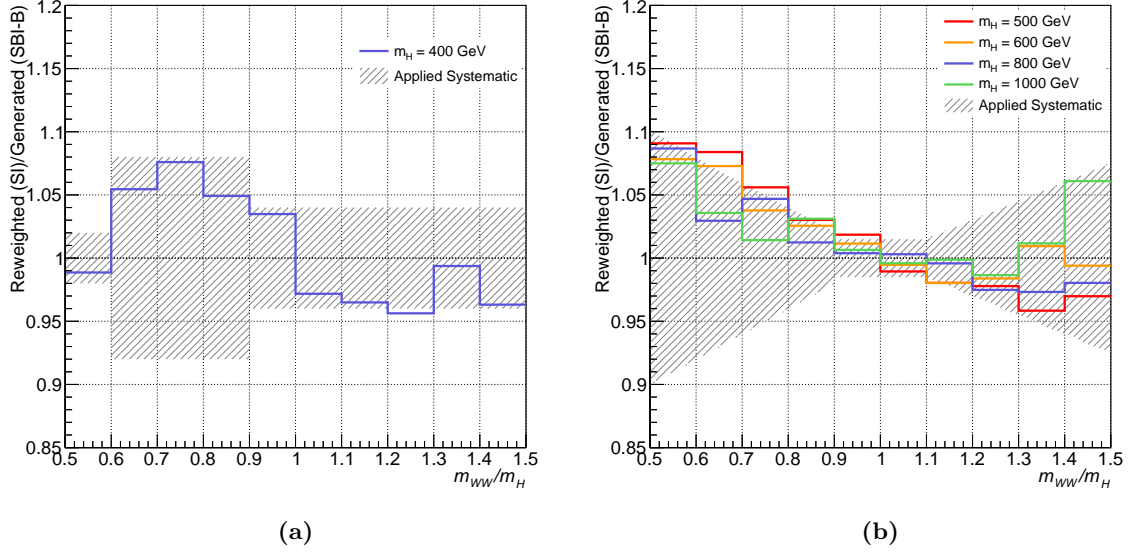 Reweighted (SI)/Generated (SBI-B)
1.2
1.15
1.1
1.05
1
0.95
0.9
0.85
0.5 0.6 0.7 0.8 0.9 1 1.1 1.2 1.3 1.4 1.5
m_WW/m_H
m_H = 400 GeV
Applied Systematic
(a)
Reweighted (SI)/Generated (SBI-B)
1.2
1.15
1.1
1.05
1
0.95
0.9
0.85
0.5 0.6 0.7 0.8 0.9 1 1.1 1.2 1.3 1.4 1.5
m_WW/m_H
m_H = 500 GeV
m_H = 600 GeV
m_H = 800 GeV
m_H = 1000 GeV
Applied Systematic
(b)